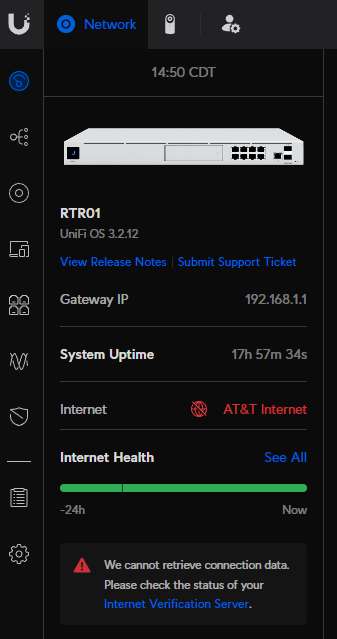 Network
14:50 CDT
RTR01
UniFi OS 3.2.12
View Release Notes | Submit Support Ticket
Gateway IP 192.168.1.1
System Uptime 17h 57m 34s
Internet AT&T Internet
Internet Health See All
-24h Now
We cannot retrieve connection data.
Please check the status of your
Internet Verification Server.